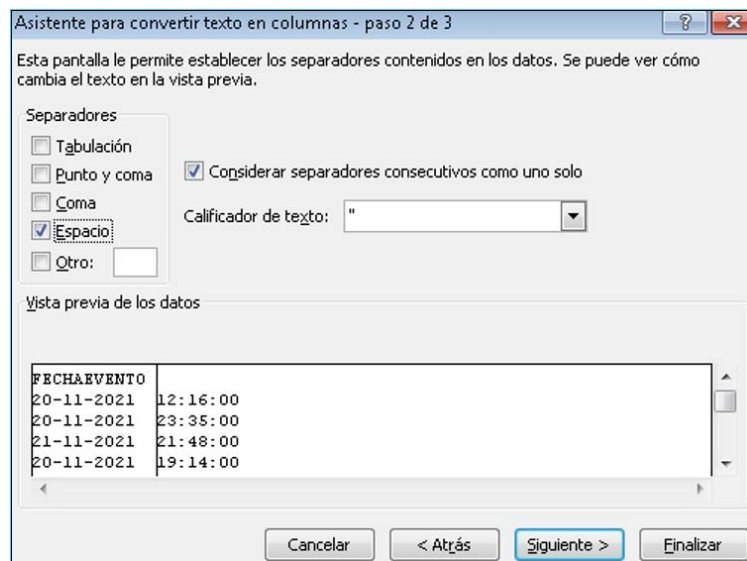 Asistente para convertir texto en columnas - paso 2 de 3
Esta pantalla le permite establecer los separadores contenidos en los datos. Se puede ver cómo
cambia el texto en la vista previa.
Separadores
Tabulación
Punto y coma
Coma
Espacio
Otro:
Considerar separadores consecutivos como uno solo
Calificador de texto: "
Vista previa de los datos
FECHAEVENTO
20-11-2021 12:16:00
20-11-2021 23:35:00
21-11-2021 21:48:00
20-11-2021 19:14:00
Cancelar < Atrás Siguiente > Finalizar